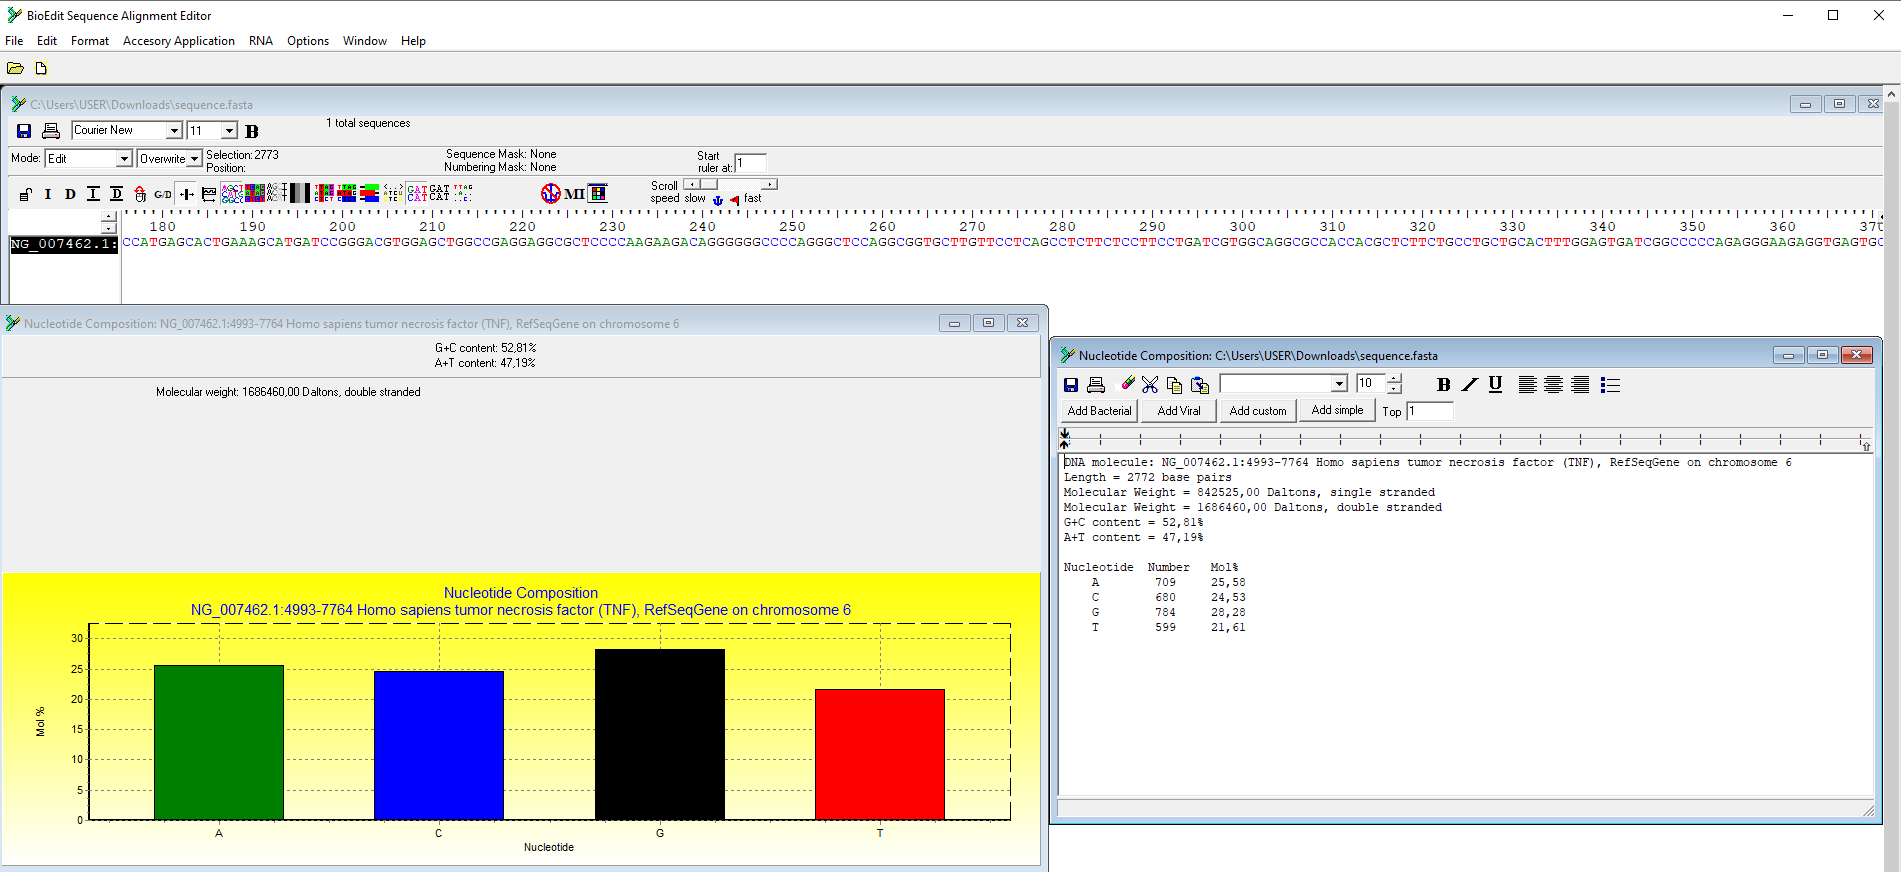 BioEdit Sequence Alignment Editor
File Edit Format Accesory Application RNA Options Window Help
C:\Users\USER\Downloads\sequence.fasta
Courier New 11 B
1 total sequences
Mode: Edit Overwrite Selection: 2773
Position:
Sequence Mask: None
Numbering Mask: None
Start
ruler at: 1
I D I D G/D MI
Scroll
speed slow fast
180 190 200 210 220 230 240 250 260 270 280 290 300 310 320 330 340 350 360 370
NG_007462.1: CCATGAGCACTGAAAGCATGATCCGGGACGTGGAGCTGGCCGAGGAGGCGCTCCCCAAGAAGACAGGGGGGCCCCAGGGCTCCAGGCGGTGCTTGTTCCTCAGCCTCTTCTCCTTCCTGATCGTGGCAGGCGCCACCACGCTCTTCTGCCTGCTGCACTTTGGAGTGATCGGCCCCCAGAGGGAAGAGGTGAGTGC
Nucleotide Composition: NG_007462.1:4993-7764 Homo sapiens tumor necrosis factor (TNF), RefSeqGene on chromosome 6
G+C content: 52,81%
A+T content: 47,19%
Molecular weight: 1686460,00 Daltons, double stranded
Nucleotide Composition
NG_007462.1:4993-7764 Homo sapiens tumor necrosis factor (TNF), RefSeqGene on chromosome 6
30
25
20
15
10
5
0
Mol %
A C G T
Nucleotide
Nucleotide Composition: C:\Users\USER\Downloads\sequence.fasta
10 B I U
Add Bacterial Add Viral Add custom Add simple Top 1
DNA molecule: NG_007462.1:4993-7764 Homo sapiens tumor necrosis factor (TNF), RefSeqGene on chromosome 6
Length = 2772 base pairs
Molecular Weight = 842525,00 Daltons, single stranded
Molecular Weight = 1686460,00 Daltons, double stranded
G+C content = 52,81%
A+T content = 47,19%
Nucleotide Number Mol%
A 709 25,58
C 680 24,53
G 784 28,28
T 599 21,61